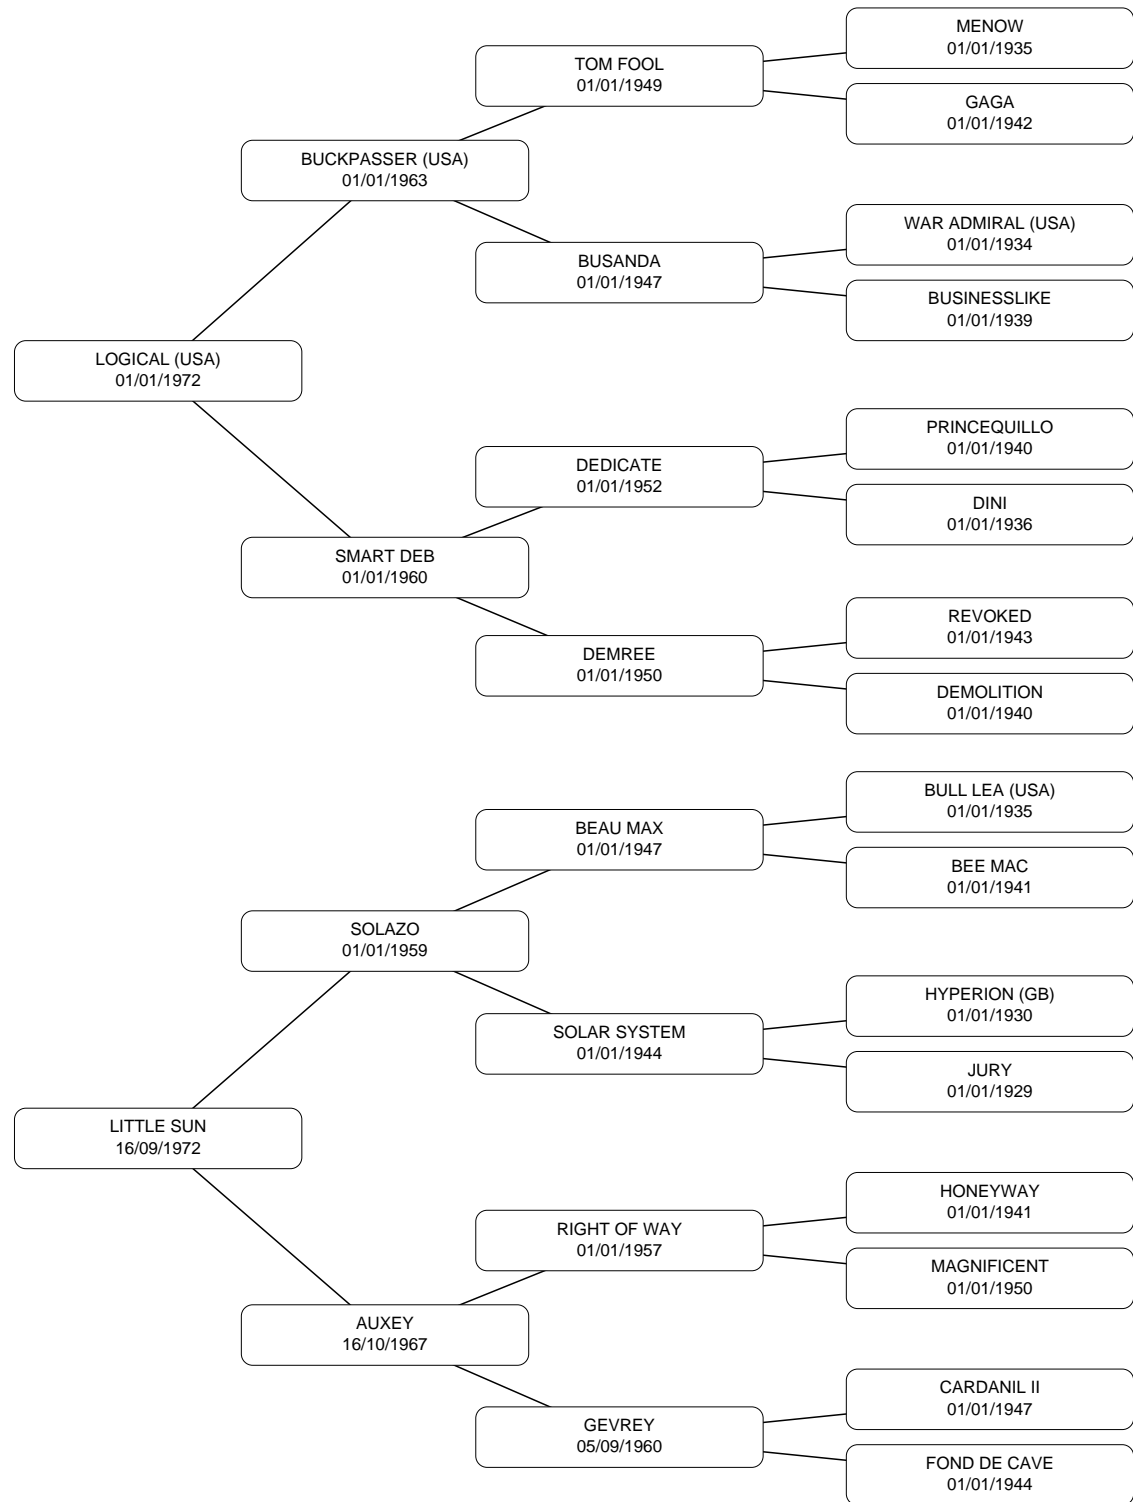 MENOW
01/01/1935
TOM FOOL
01/01/1949
GAGA
01/01/1942
BUCKPASSER (USA)
01/01/1963
WAR ADMIRAL (USA)
01/01/1934
BUSANDA
01/01/1947
BUSINESSLIKE
01/01/1939
LOGICAL (USA)
01/01/1972
PRINCEQUILLO
01/01/1940
DEDICATE
01/01/1952
DINI
01/01/1936
SMART DEB
01/01/1960
REVOKED
01/01/1943
DEMREE
01/01/1950
DEMOLITION
01/01/1940
BULL LEA (USA)
01/01/1935
BEAU MAX
01/01/1947
BEE MAC
01/01/1941
SOLAZO
01/01/1959
HYPERION (GB)
01/01/1930
SOLAR SYSTEM
01/01/1944
JURY
01/01/1929
LITTLE SUN
16/09/1972
HONEYWAY
01/01/1941
RIGHT OF WAY
01/01/1957
MAGNIFICENT
01/01/1950
AUXEY
16/10/1967
CARDANIL II
01/01/1947
GEVREY
05/09/1960
FOND DE CAVE
01/01/1944